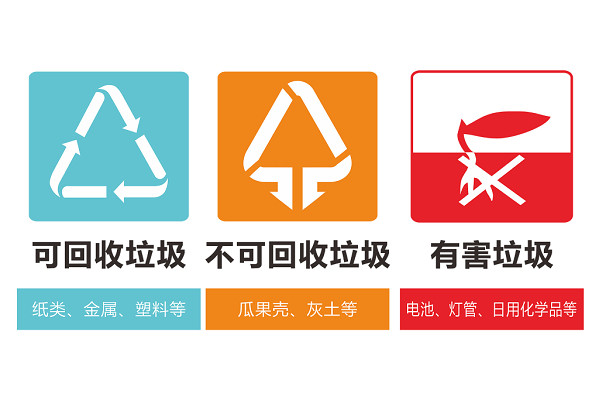 可回收垃圾
不可回收垃圾
有害垃圾
纸类、金属、塑料等
瓜果壳、灰土等
电池、灯管、日用化学品等